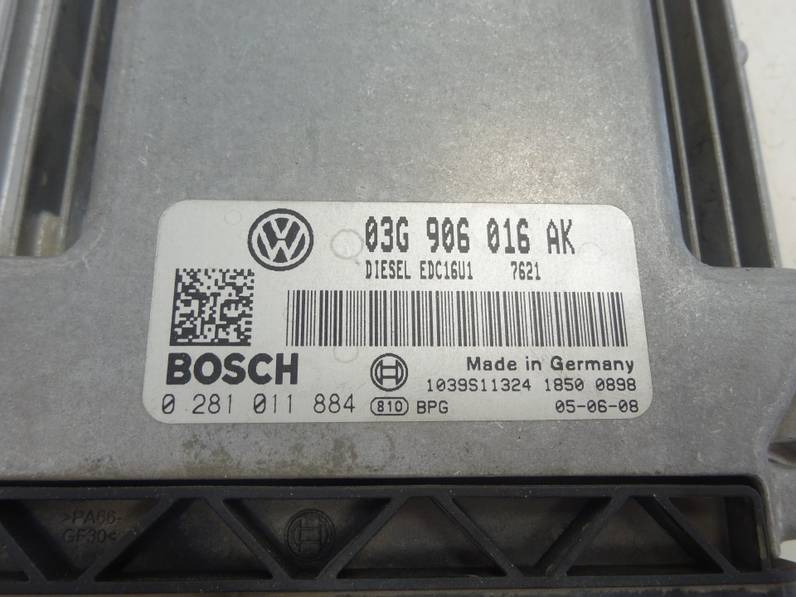 03G 906 016 AK
DIESEL EDC16U1 7621
BOSCH
Made in Germany
1039S11324 1850 0898
0 281 011 884 810 BPG 05-06-08
>PA66-
GF30<